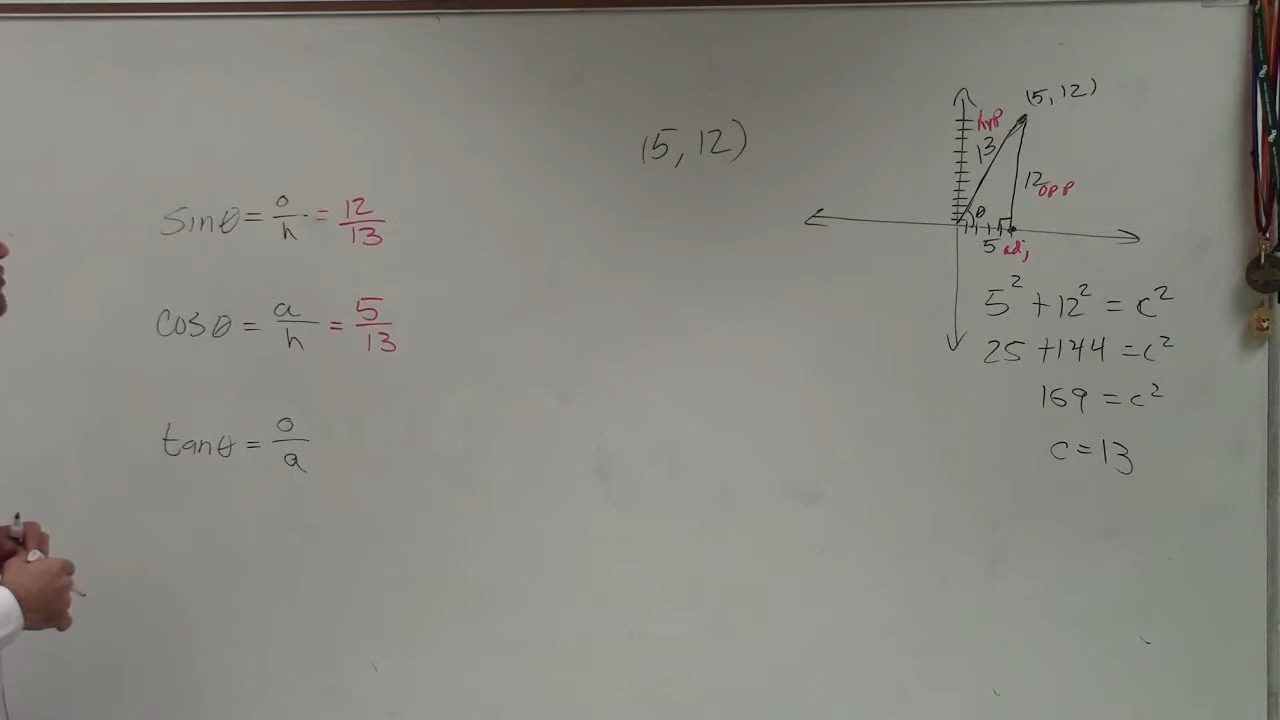 (5, 12)
sinθ = o/h = 12/13
cosθ = a/h = 5/13
tanθ = o/a
(5, 12)
hyp
13
12 opp
θ
5 adj
5² + 12² = c²
25 + 144 = c²
169 = c²
c = 13